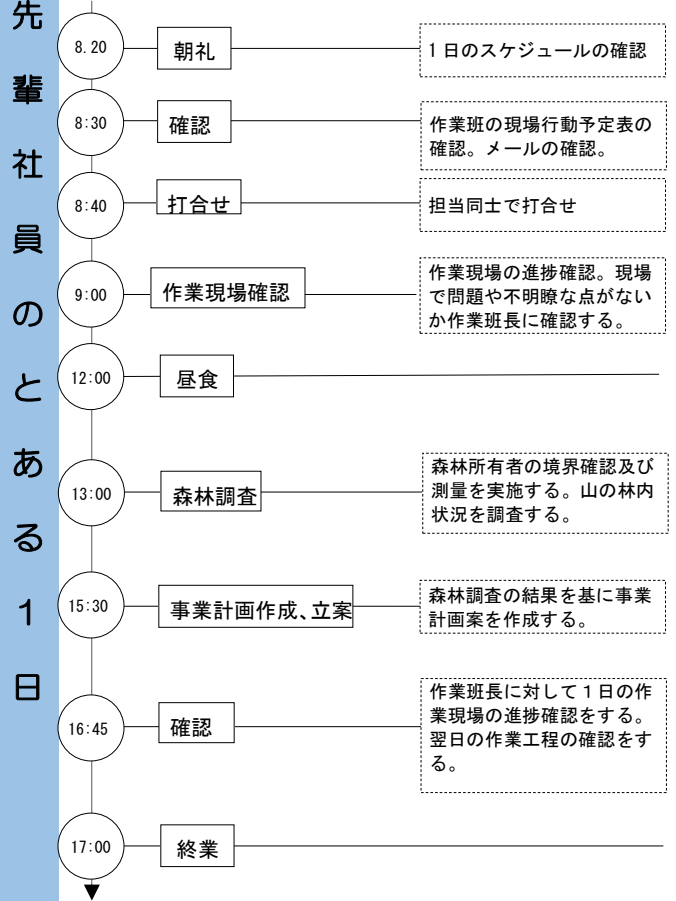 先輩社員のとある1日
8.20
朝礼
1日のスケジュールの確認
8:30
確認
作業班の現場行動予定表の
確認。メールの確認。
8:40
打合せ
担当同士で打合せ
9:00
作業現場確認
作業現場の進捗確認。現場
で問題や不明瞭な点がない
か作業班長に確認する。
12:00
昼食
13:00
森林調査
森林所有者の境界確認及び
測量を実施する。山の林内
状況を調査する。
15:30
事業計画作成、立案
森林調査の結果を基に事業
計画案を作成する。
16:45
確認
作業班長に対して1日の作
業現場の進捗確認をする。
翌日の作業工程の確認をす
る。
17:00
終業